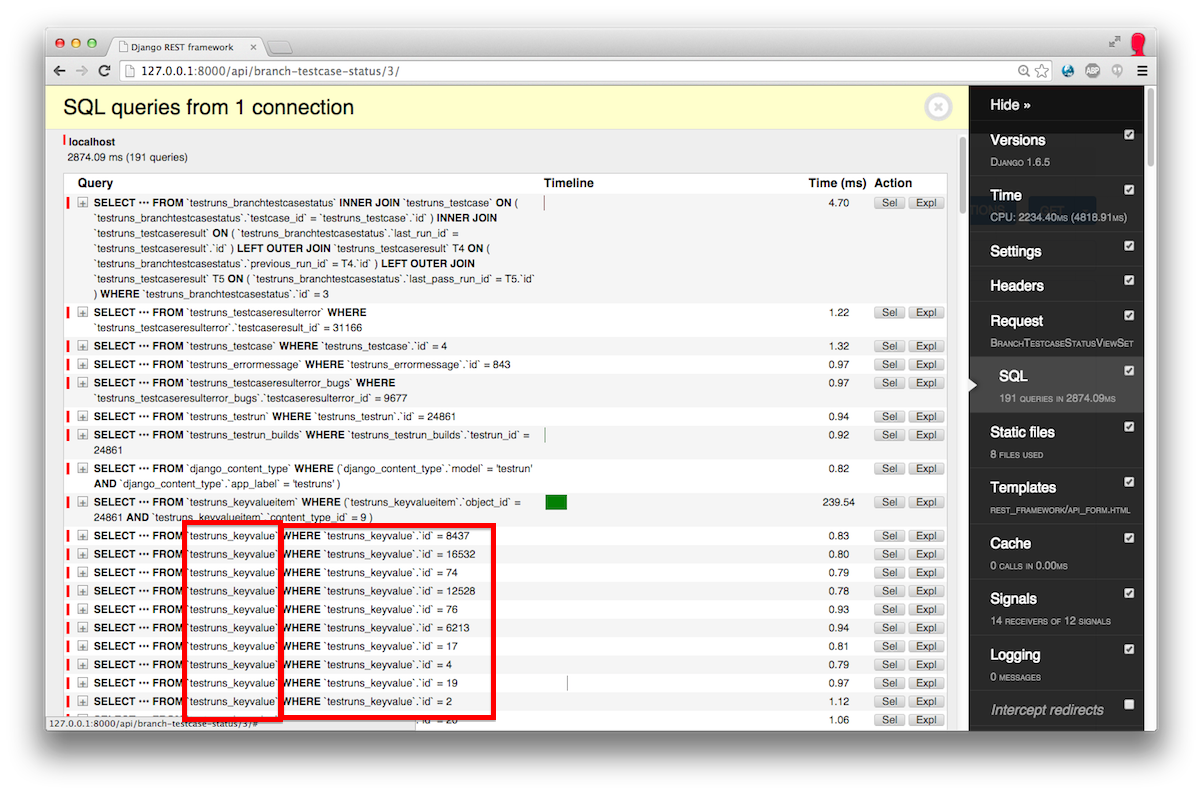 Django REST framework
127.0.0.1:8000/api/branch-testcase-status/3/
ABP
SQL queries from 1 connection
localhost
2874.09 ms (191 queries)
Query Timeline Time (ms) Action
SELECT ··· FROM `testruns_branchtestcasestatus` INNER JOIN `testruns_testcase` ON ( 4.70 Sel Expl
`testruns_branchtestcasestatus`.`testcase_id` = `testruns_testcase`.`id` ) INNER JOIN
`testruns_testcaseresult` ON ( `testruns_branchtestcasestatus`.`last_run_id` =
`testruns_testcaseresult`.`id` ) LEFT OUTER JOIN `testruns_testcaseresult` T4 ON (
`testruns_branchtestcasestatus`.`previous_run_id` = T4.`id` ) LEFT OUTER JOIN
`testruns_testcaseresult` T5 ON ( `testruns_branchtestcasestatus`.`last_pass_run_id` = T5.`id`
) WHERE `testruns_branchtestcasestatus`.`id` = 3
SELECT ··· FROM `testruns_testcaseresulterror` WHERE 1.22 Sel Expl
`testruns_testcaseresulterror`.`testcaseresult_id` = 31166
SELECT ··· FROM `testruns_testcase` WHERE `testruns_testcase`.`id` = 4 1.32 Sel Expl
SELECT ··· FROM `testruns_errormessage` WHERE `testruns_errormessage`.`id` = 843 0.97 Sel Expl
SELECT ··· FROM `testruns_testcaseresulterror_bugs` WHERE 0.97 Sel Expl
`testruns_testcaseresulterror_bugs`.`testcaseresulterror_id` = 9677
SELECT ··· FROM `testruns_testrun` WHERE `testruns_testrun`.`id` = 24861 0.94 Sel Expl
SELECT ··· FROM `testruns_testrun_builds` WHERE `testruns_testrun_builds`.`testrun_id` = 0.92 Sel Expl
24861
SELECT ··· FROM `django_content_type` WHERE (`django_content_type`.`model` = 'testrun' 0.82 Sel Expl
AND `django_content_type`.`app_label` = 'testruns' )
SELECT ··· FROM `testruns_keyvalueitem` WHERE (`testruns_keyvalueitem`.`object_id` = 239.54 Sel Expl
24861 AND `testruns_keyvalueitem`.`content_type_id` = 9 )
SELECT ··· FROM `testruns_keyvalue` WHERE `testruns_keyvalue`.`id` = 8437 0.83 Sel Expl
SELECT ··· FROM `testruns_keyvalue` WHERE `testruns_keyvalue`.`id` = 16532 0.80 Sel Expl
SELECT ··· FROM `testruns_keyvalue` WHERE `testruns_keyvalue`.`id` = 74 0.79 Sel Expl
SELECT ··· FROM `testruns_keyvalue` WHERE `testruns_keyvalue`.`id` = 12528 0.78 Sel Expl
SELECT ··· FROM `testruns_keyvalue` WHERE `testruns_keyvalue`.`id` = 76 0.93 Sel Expl
SELECT ··· FROM `testruns_keyvalue` WHERE `testruns_keyvalue`.`id` = 6213 0.94 Sel Expl
SELECT ··· FROM `testruns_keyvalue` WHERE `testruns_keyvalue`.`id` = 17 0.81 Sel Expl
SELECT ··· FROM `testruns_keyvalue` WHERE `testruns_keyvalue`.`id` = 4 0.79 Sel Expl
SELECT ··· FROM `testruns_keyvalue` WHERE `testruns_keyvalue`.`id` = 19 0.97 Sel Expl
SELECT ··· FROM `testruns_keyvalue` WHERE `testruns_keyvalue`.`id` = 2 1.12 Sel Expl
1.06 Sel Expl
127.0.0.1:8000/api/branch-testcase-status/3/#
Hide »
Versions
Django 1.6.5
Time
CPU: 2234.40ms (4818.91ms)
Settings
Headers
Request
BranchTestcaseStatusViewSet
SQL
191 queries in 2874.09ms
Static files
8 files used
Templates
rest_framework/api_form.html
Cache
0 calls in 0.00ms
Signals
14 receivers of 12 signals
Logging
0 messages
Intercept redirects